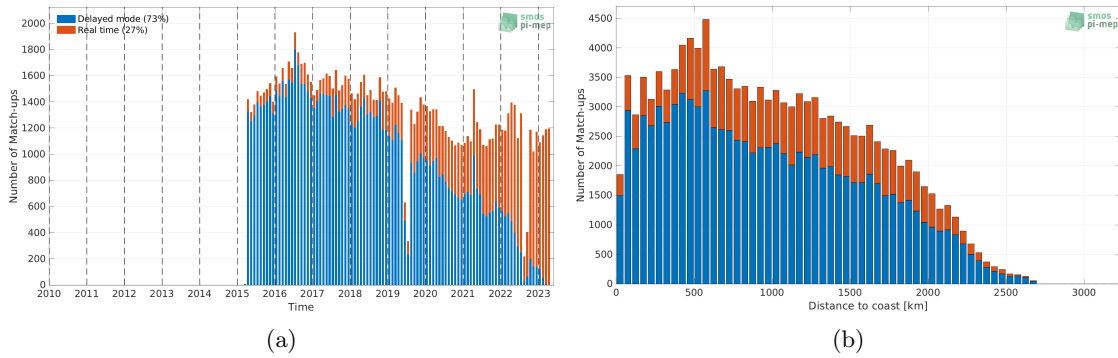 Delayed mode (73%)
Real time (27%)
smos
pi-mep
Number of Match-ups
2000
1800
1600
1400
1200
1000
800
600
400
200
0
2010 2011 2012 2013 2014 2015 2016 2017 2018 2019 2020 2021 2022 2023
Time
(a)
smos
pi-mep
Number of Match-ups
4500
4000
3500
3000
2500
2000
1500
1000
500
0
0 500 1000 1500 2000 2500 3000
Distance to coast [km]
(b)